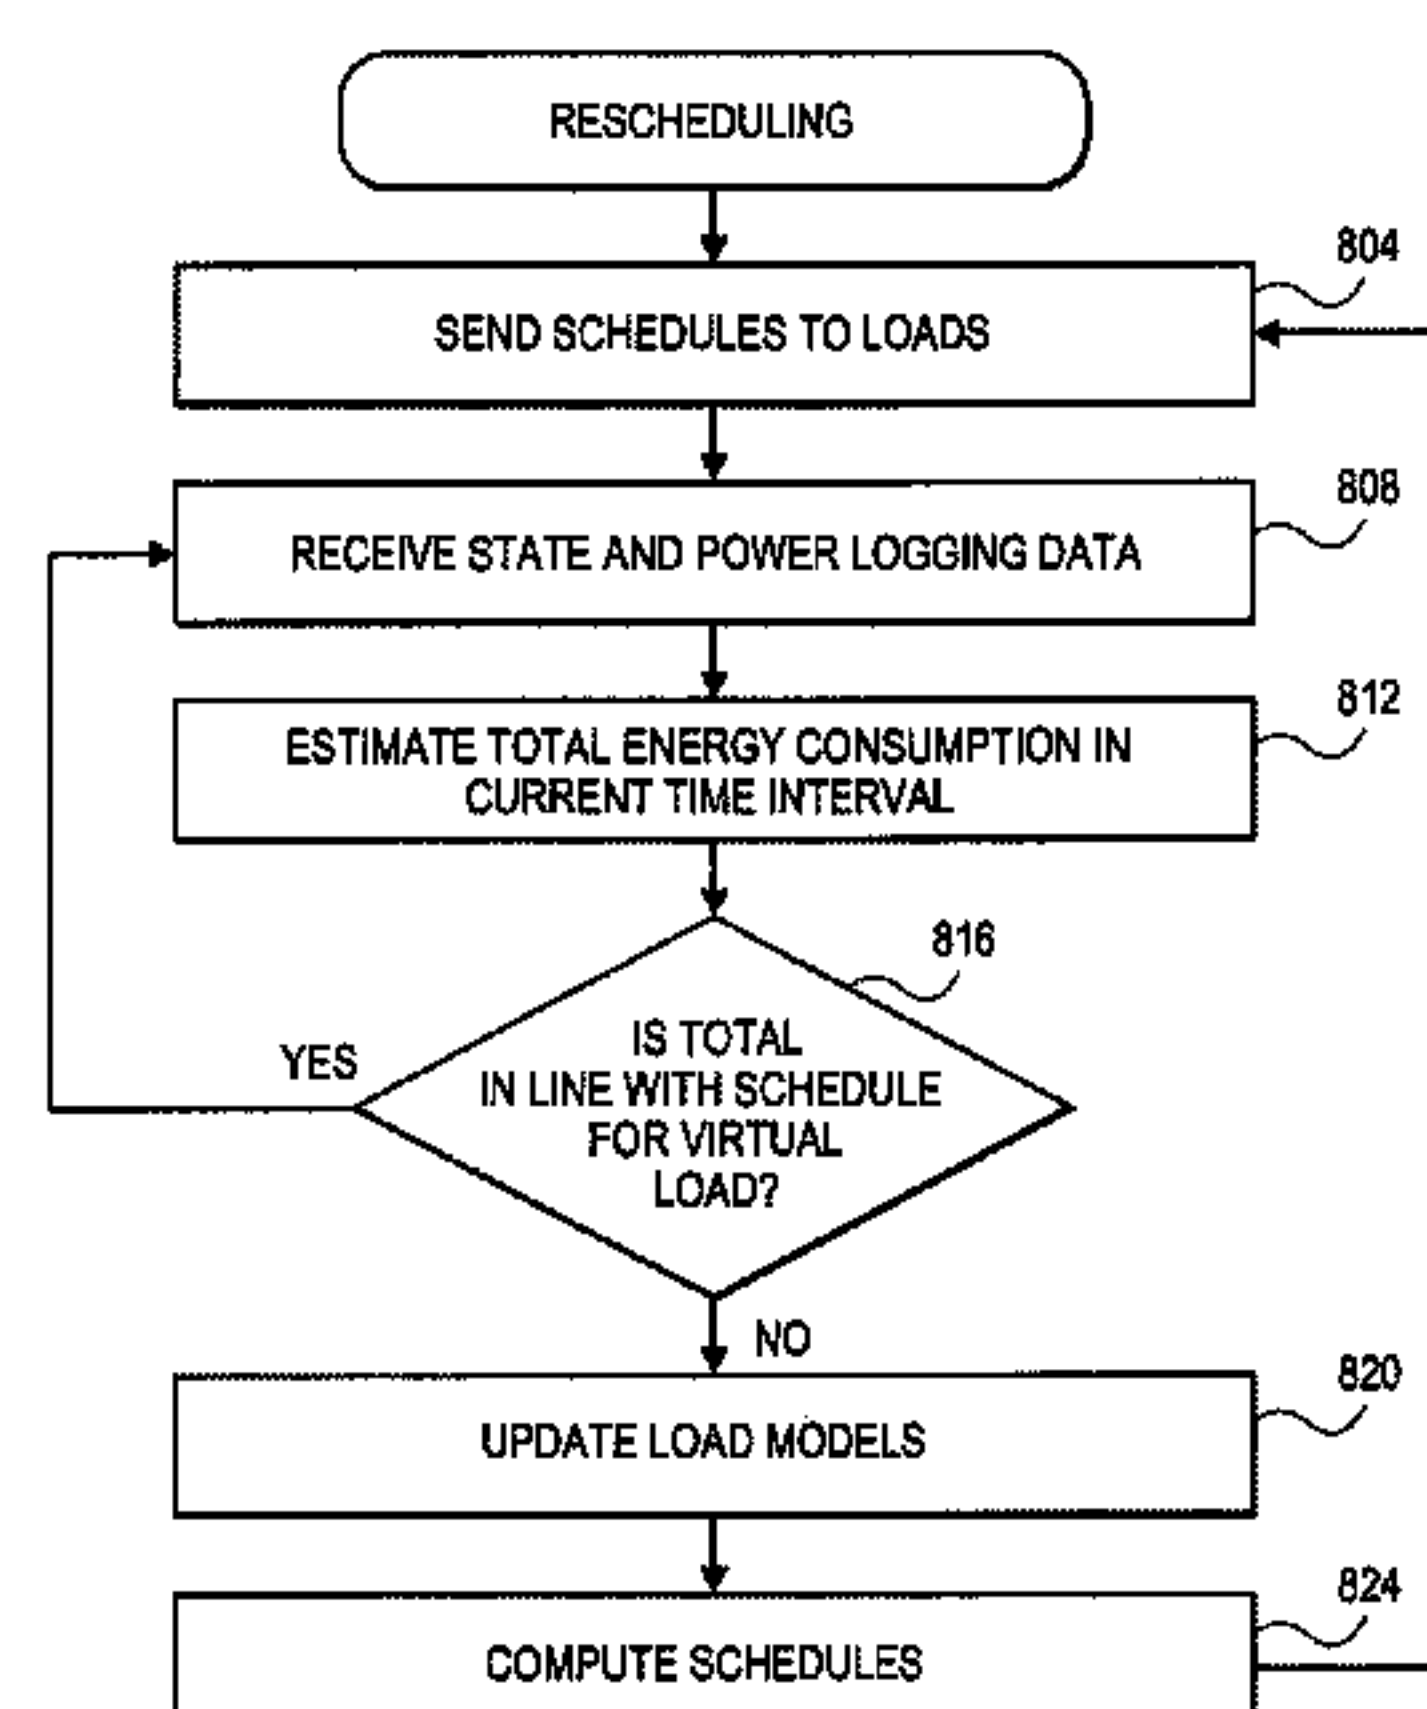 RESCHEDULING
804
SEND SCHEDULES TO LOADS
808
RECEIVE STATE AND POWER LOGGING DATA
812
ESTIMATE TOTAL ENERGY CONSUMPTION IN
CURRENT TIME INTERVAL
816
IS TOTAL
IN LINE WITH SCHEDULE
FOR VIRTUAL
LOAD?
YES
NO
820
UPDATE LOAD MODELS
824
COMPUTE SCHEDULES